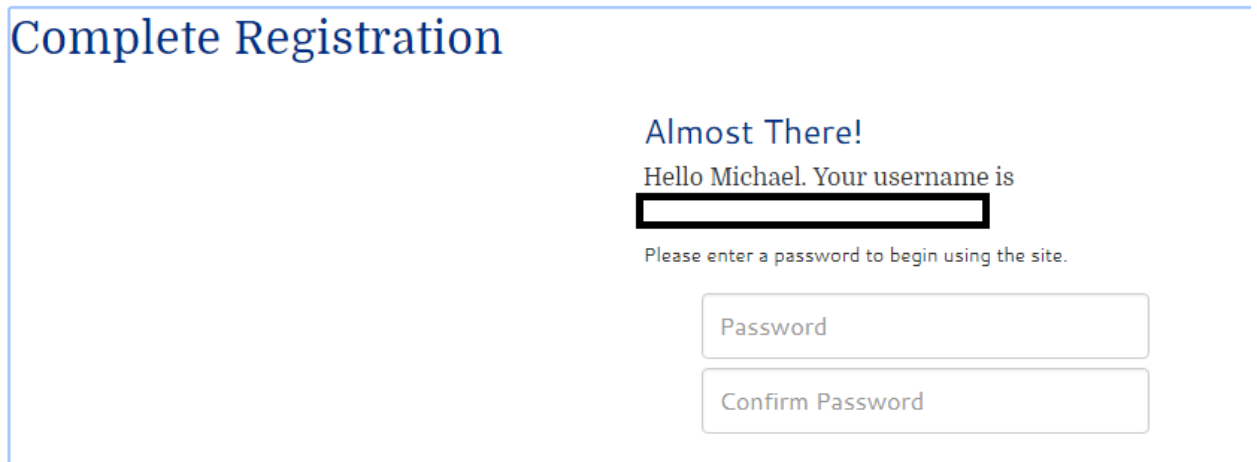 Complete Registration
Almost There!
Hello Michael. Your username is
Please enter a password to begin using the site.
Password
Confirm Password